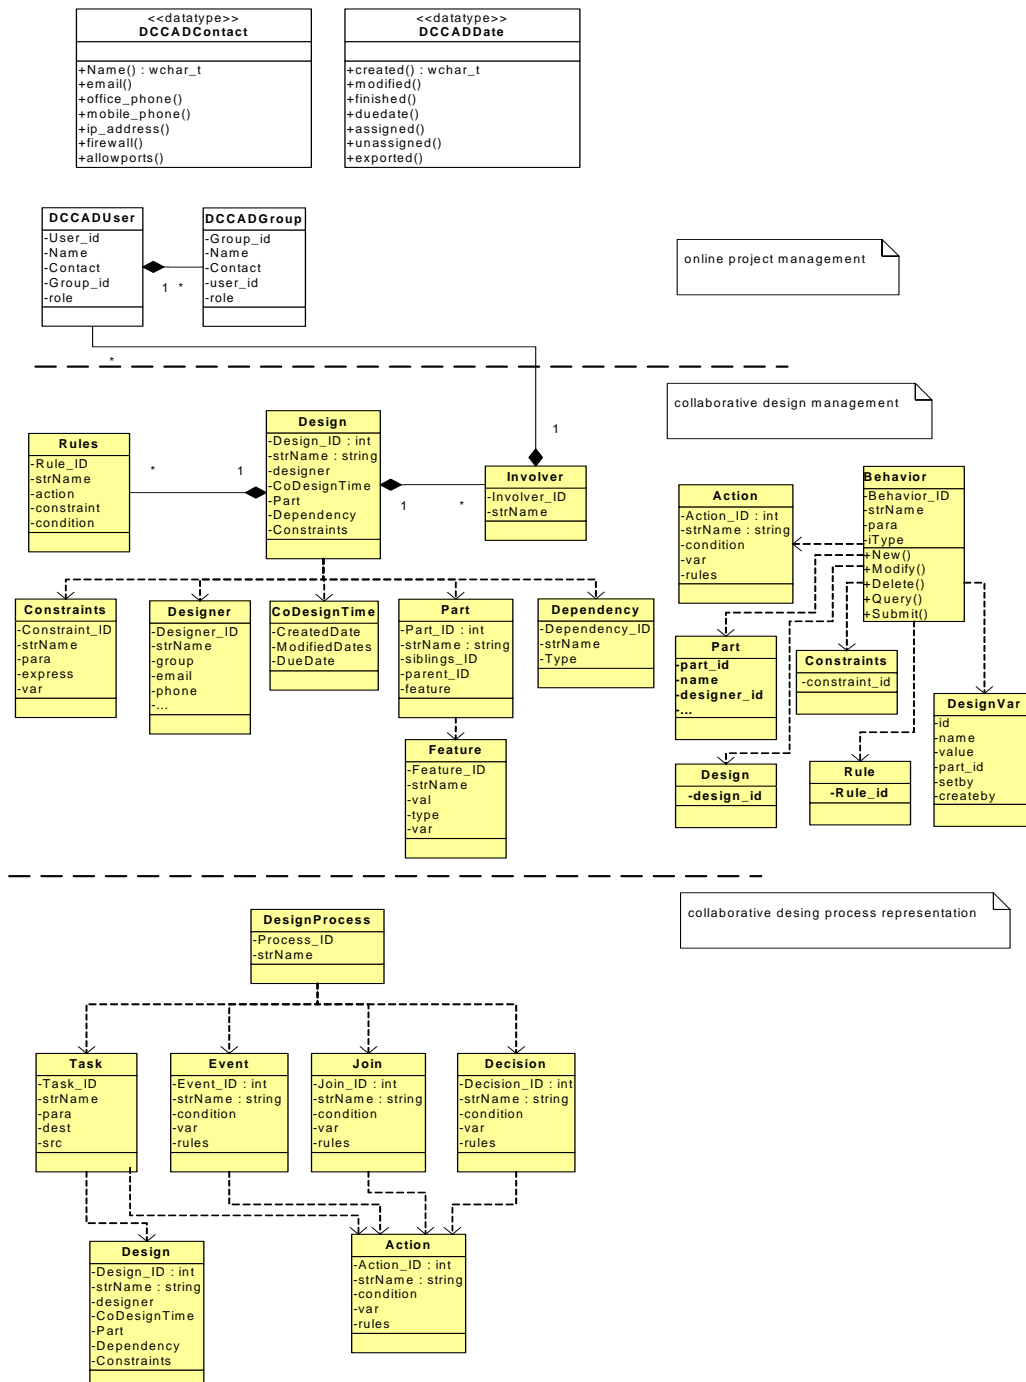 <<datatype>>
DCCADContact
+Name() : wchar_t
+email()
+office_phone()
+mobile_phone()
+ip_address()
+firewall()
+allowports()
<<datatype>>
DCCADDate
+created() : wchar_t
+modified()
+finished()
+duedate()
+assigned()
+unassigned()
+exported()
DCCADUser
-User_id
-Name
-Contact
-Group_id
-role
1
*
DCCADGroup
-Group_id
-Name
-Contact
-user_id
-role
online project management
*
1
collaborative design management
Rules
-Rule_ID
-strName
-action
-constraint
-condition
*
1
Design
-Design_ID : int
-strName : string
-designer
-CoDesignTime
-Part
-Dependency
-Constraints
1
*
Involver
-Involver_ID
-strName
Action
-Action_ID : int
-strName : string
-condition
-var
-rules
Behavior
-Behavior_ID
-strName
-para
-iType
+New()
+Modify()
+Delete()
+Query()
+Submit()
Constraints
-Constraint_ID
-strName
-para
-express
-var
Designer
-Designer_ID
-strName
-group
-email
-phone
-...
CoDesignTime
-CreatedDate
-ModifiedDates
-DueDate
Part
-Part_ID : int
-strName : string
-siblings_ID
-parent_ID
-feature
Dependency
-Dependency_ID
-strName
-Type
Part
-part_id
-name
-designer_id
-...
Constraints
-constraint_id
DesignVar
-id
-name
-value
-part_id
-setby
-createby
Feature
-Feature_ID
-strName
-val
-type
-var
Design
-design_id
Rule
-Rule_id
collaborative desing process representation
DesignProcess
-Process_ID
-strName
Task
-Task_ID
-strName
-para
-dest
-src
Event
-Event_ID : int
-strName : string
-condition
-var
-rules
Join
-Join_ID : int
-strName : string
-condition
-var
-rules
Decision
-Decision_ID : int
-strName : string
-condition
-var
-rules
Design
-Design_ID : int
-strName : string
-designer
-CoDesignTime
-Part
-Dependency
-Constraints
Action
-Action_ID : int
-strName : string
-condition
-var
-rules